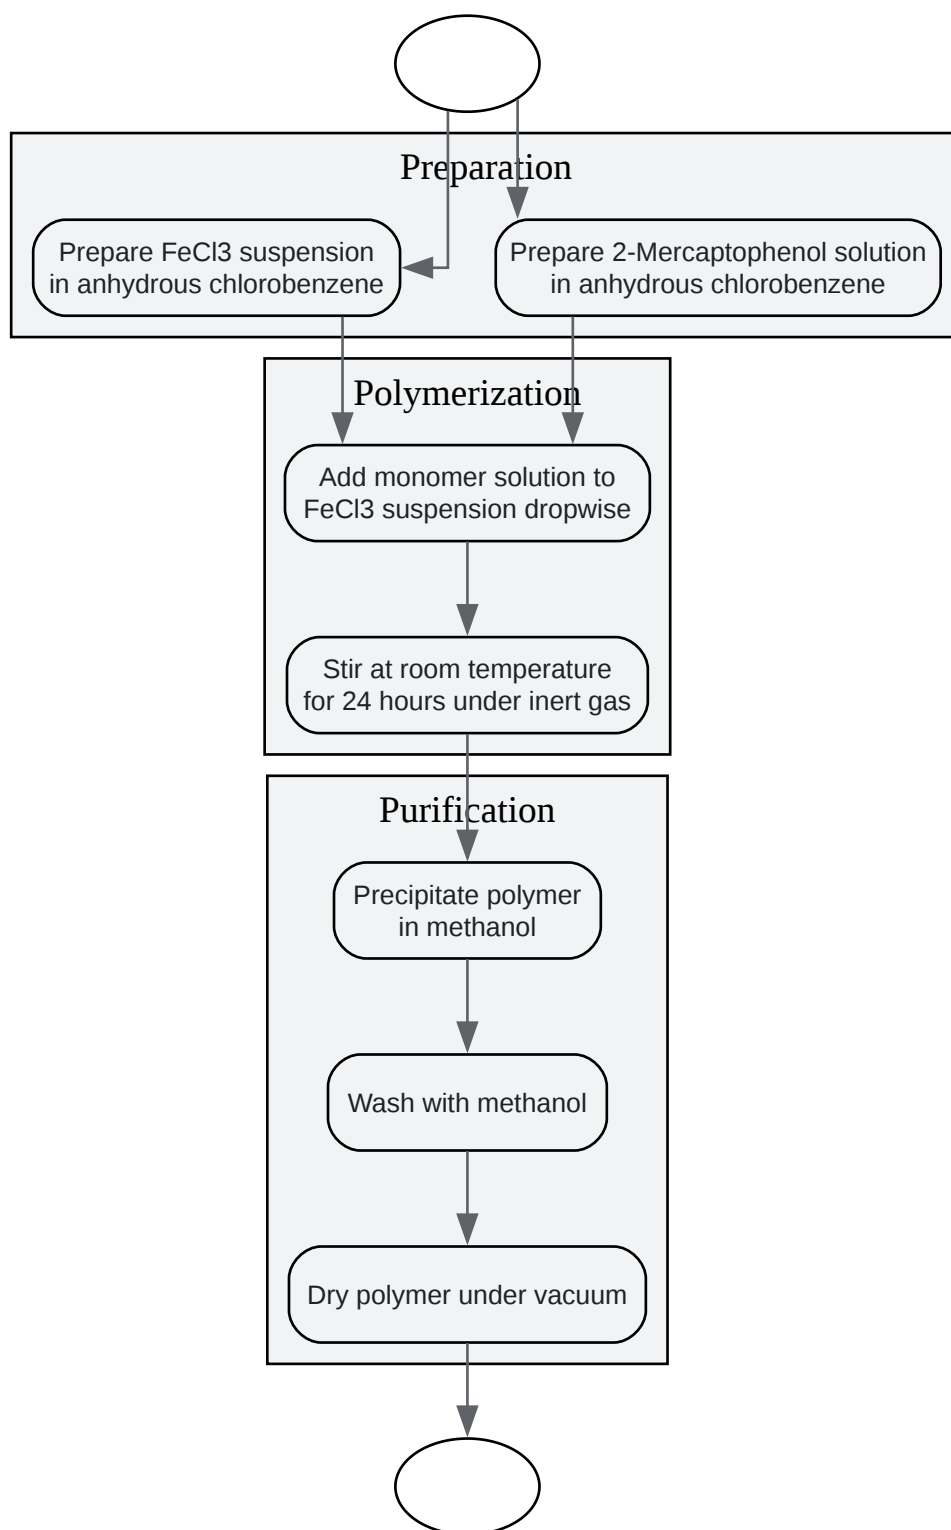 Preparation
Prepare FeCl3 suspension
in anhydrous chlorobenzene
Prepare 2-Mercaptophenol solution
in anhydrous chlorobenzene
Polymerization
Add monomer solution to
FeCl3 suspension dropwise
Stir at room temperature
for 24 hours under inert gas
Purification
Precipitate polymer
in methanol
Wash with methanol
Dry polymer under vacuum